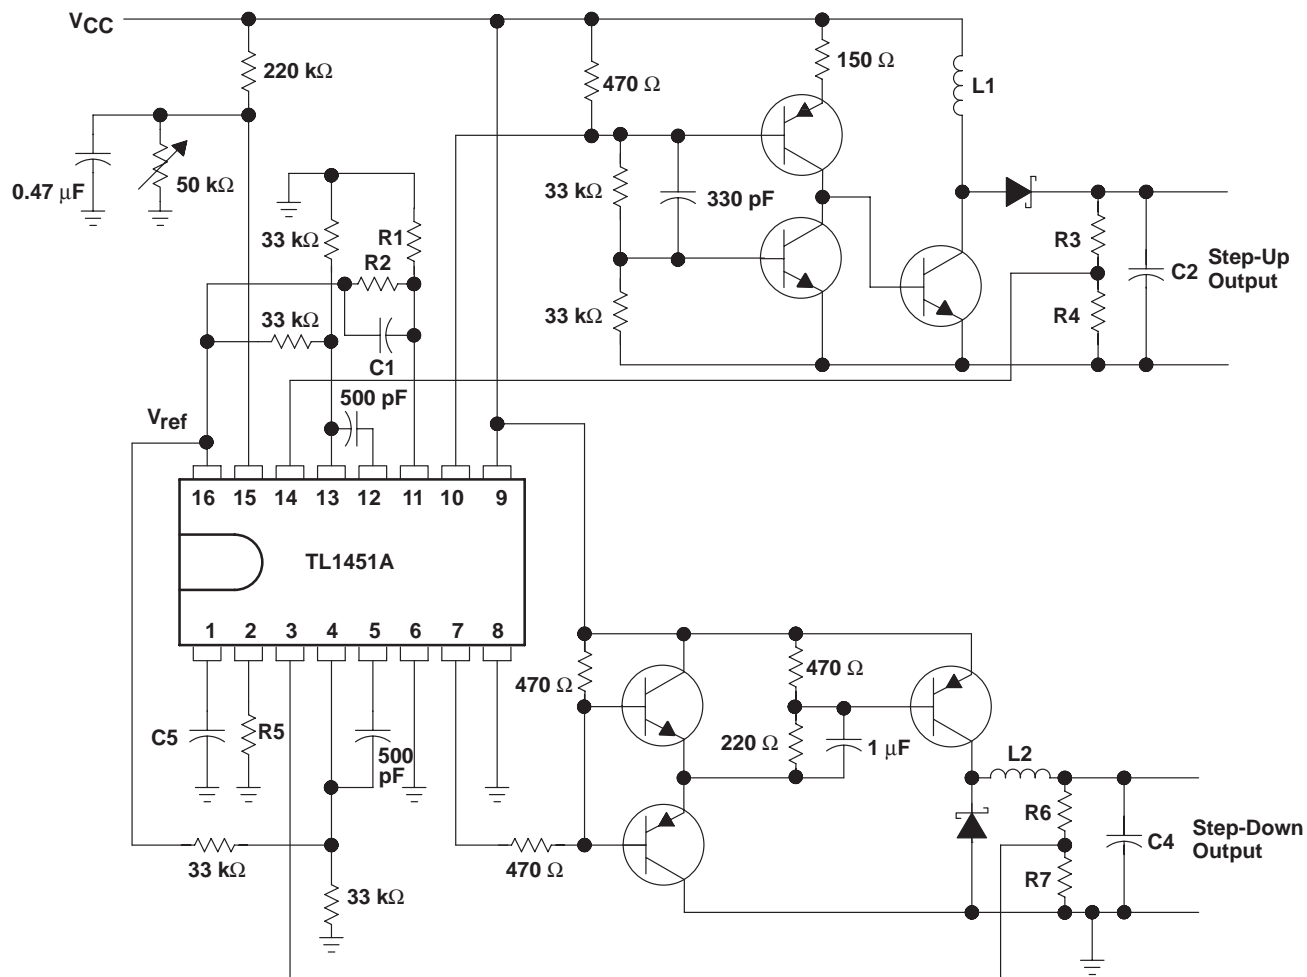 VCC
220 kΩ
470 Ω
150 Ω
L1
0.47 μF
50 kΩ
33 kΩ
330 pF
33 kΩ
R1
R2
R3
C2
Step-Up
Output
33 kΩ
33 kΩ
R4
C1
500 pF
Vref
16 15 14 13 12 11 10 9
TL1451A
1 2 3 4 5 6 7 8
470 Ω
470 Ω
C5
R5
500
pF
220 Ω
1 μF
L2
R6
C4
Step-Down
Output
33 kΩ
470 Ω
R7
33 kΩ